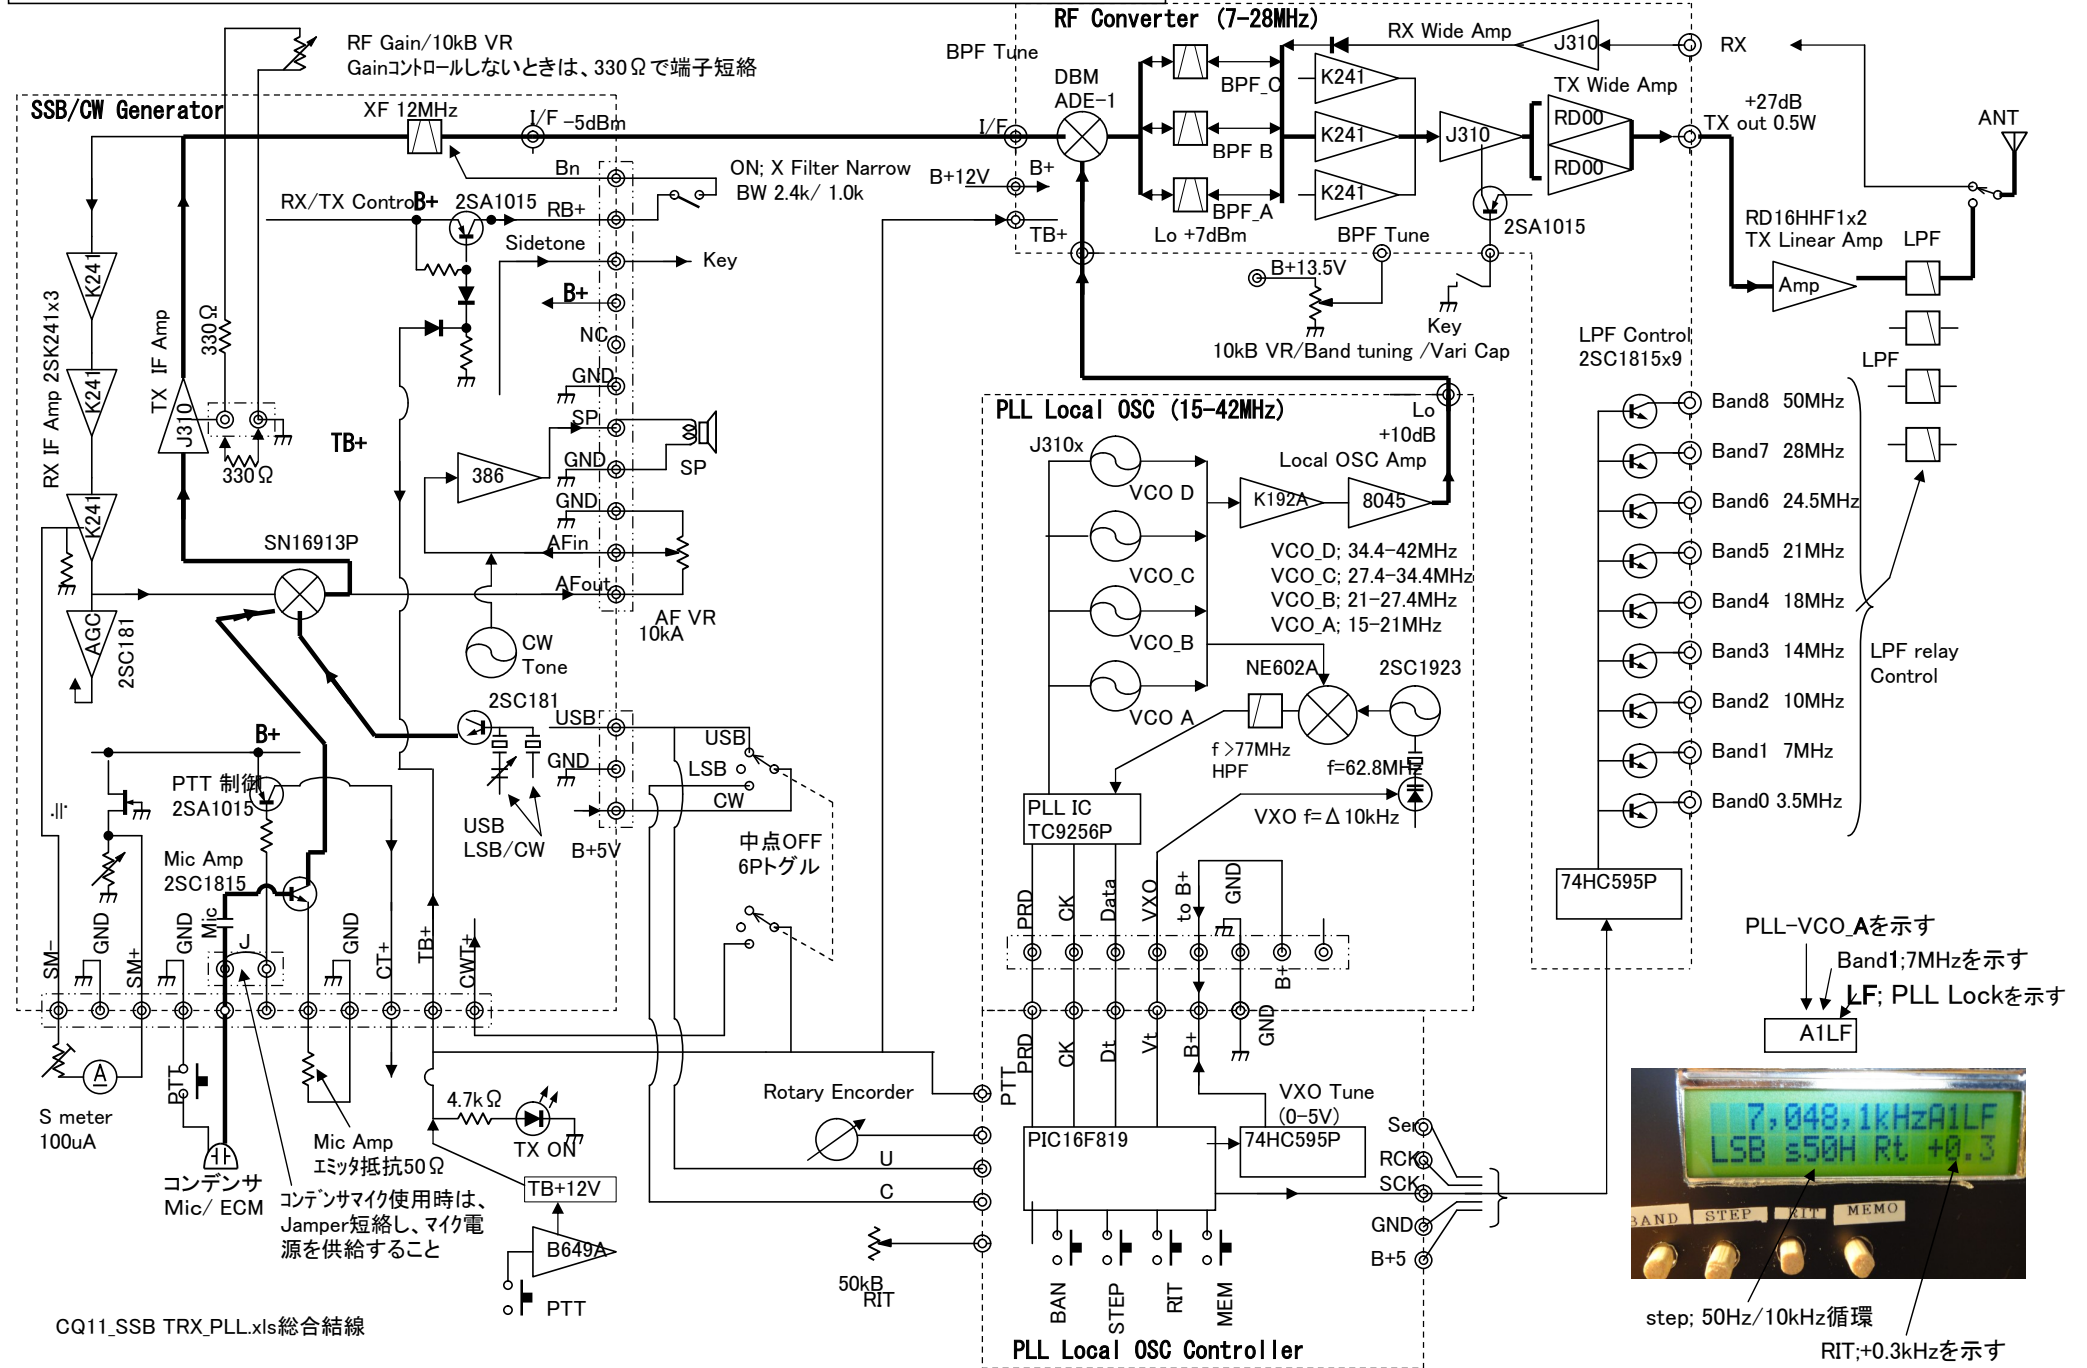 RF Converter (7-28MHz)
RF Gain/10kB VR
Gainコントロールしないときは、330Ωで端子短絡
BPF Tune
RX Wide Amp
J310
RX
SSB/CW Generator
XF 12MHz
I/F -5dBm
I/F
DBM
ADE-1
BPF_C
BPF B
BPF_A
K241
K241
K241
J310
TX Wide Amp
RD00
RD00
+27dB
TX out 0.5W
ANT
Bn
ON; X Filter Narrow
BW 2.4k/ 1.0k
B+12V
B+
TB+
RX/TX Control
B+
2SA1015
RB+
Sidetone
Key
B+
NC
GND
SP
GND
GND
AFin
AFout
SP
AF VR
10kA
Lo +7dBm
BPF Tune
2SA1015
B+13.5V
Key
10kB VR/Band tuning /Vari Cap
RD16HHF1x2
TX Linear Amp
LPF
Amp
LPF
LPF Control
2SC1815x9
RX IF Amp 2SK241x3
K241
K241
K241
TX IF Amp
J310
330Ω
330Ω
TB+
386
SN16913P
AGC
2SC181
CW
Tone
2SC181
USB
GND
B+5V
USB
LSB/CW
USB
LSB
CW
中点OFF
6Pトグル
B+
PTT 制御
2SA1015
Mic Amp
2SC1815
SM-
GND
SM+
GND
Mic
J
GND
CT+
TB+
CWT+
PLL Local OSC (15-42MHz)
Lo
+10dB
J310x
VCO D
VCO_C
VCO_B
VCO A
Local OSC Amp
K192A
8045
VCO_D; 34.4-42MHz
VCO_C; 27.4-34.4MHz
VCO_B; 21-27.4MHz
VCO_A; 15-21MHz
NE602A
2SC1923
f >77MHz
HPF
f=62.8MHz
VXO f=Δ10kHz
PLL IC
TC9256P
PRD
CK
Data
VXO
to B+
GND
B+
PRD
CK
Dt
Vt
B+
GND
Band8 50MHz
Band7 28MHz
Band6 24.5MHz
Band5 21MHz
Band4 18MHz
Band3 14MHz
Band2 10MHz
Band1 7MHz
Band0 3.5MHz
LPF relay
Control
74HC595P
PLL-VCO_Aを示す
Band1;7MHzを示す
LF; PLL Lockを示す
A1LF
A
S meter
100uA
PTT
コンデンサ
Mic/ ECM
Mic Amp
エミッタ抵抗50Ω
コンデンサマイク使用時は、
Jamper短絡し、マイク電
源を供給すること
4.7kΩ
TX ON
TB+12V
B649A
PTT
Rotary Encorder
U
C
50kB
RIT
PTT
PIC16F819
VXO Tune
(0-5V)
74HC595P
Ser
RCK
SCK
GND
B+5
BAN
STEP
RIT
MEM
PLL Local OSC Controller
7,048,1kHzA1LF
LSB s50H Rt +0.3
BAND
STEP
RIT
MEMO
step; 50Hz/10kHz循環
RIT;+0.3kHzを示す
CQ11_SSB TRX_PLL.xls総合結線